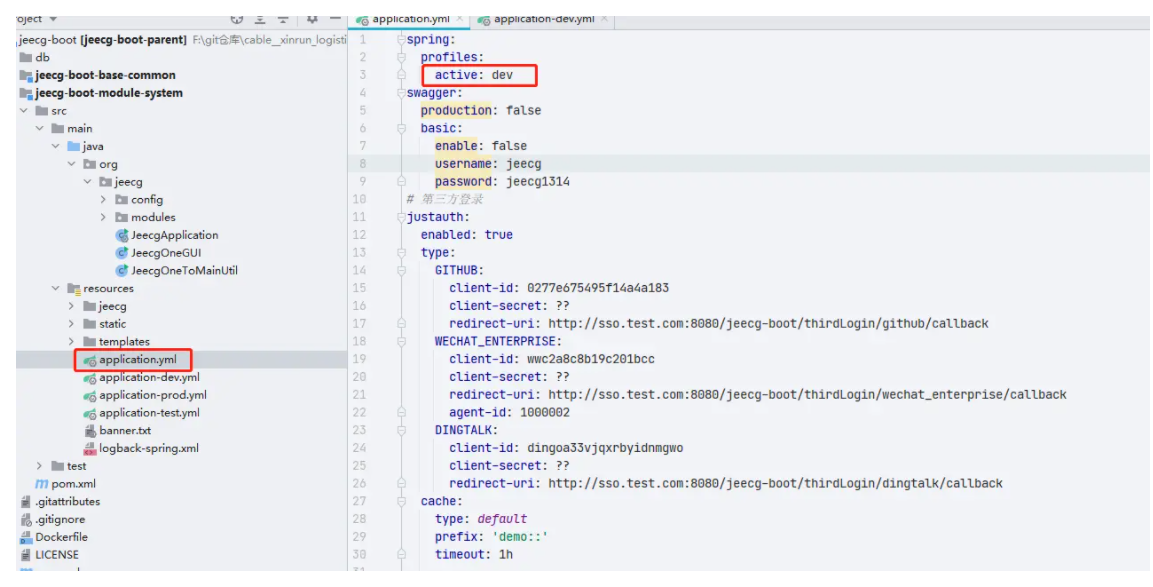 oject
jeecg-boot [jeecg-boot-parent] F:\git仓库\cable_xinrun_logisti
db
jeecg-boot-base-common
jeecg-boot-module-system
src
main
java
org
jeecg
config
modules
JeecgApplication
JeecgOneGUI
JeecgOneToMainUtil
resources
jeecg
static
templates
application.yml
application-dev.yml
application-prod.yml
application-test.yml
banner.txt
logback-spring.xml
test
pom.xml
.gitattributes
.gitignore
Dockerfile
LICENSE
application.yml × application-dev.yml ×
1 spring:
2 profiles:
3 active: dev
4 swagger:
5 production: false
6 basic:
7 enable: false
8 username: jeecg
9 password: jeecg1314
10 # 第三方登录
11 justauth:
12 enabled: true
13 type:
14 GITHUB:
15 client-id: 0277e675495f14a4a183
16 client-secret: ??
17 redirect-uri: http://sso.test.com:8080/jeecg-boot/thirdLogin/github/callback
18 WECHAT_ENTERPRISE:
19 client-id: wwc2a8c8b19c201bcc
20 client-secret: ??
21 redirect-uri: http://sso.test.com:8080/jeecg-boot/thirdLogin/wechat_enterprise/callback
22 agent-id: 1000002
23 DINGTALK:
24 client-id: dingoa33vjqxrbyidnmgwo
25 client-secret: ??
26 redirect-uri: http://sso.test.com:8080/jeecg-boot/thirdLogin/dingtalk/callback
27 cache:
28 type: default
29 prefix: 'demo::'
30 timeout: 1h